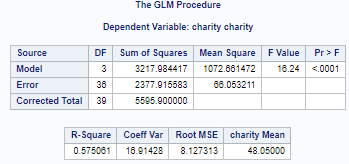 The GLM Procedure
Dependent Variable: charity charity
Source DF Sum of Squares Mean Square F Value Pr > F
Model 3 3217.984417 1072.661472 16.24 <.0001
Error 36 2377.915583 66.053211
Corrected Total 39 5595.900000
R-Square Coeff Var Root MSE charity Mean
0.575061 16.91428 8.127313 48.05000